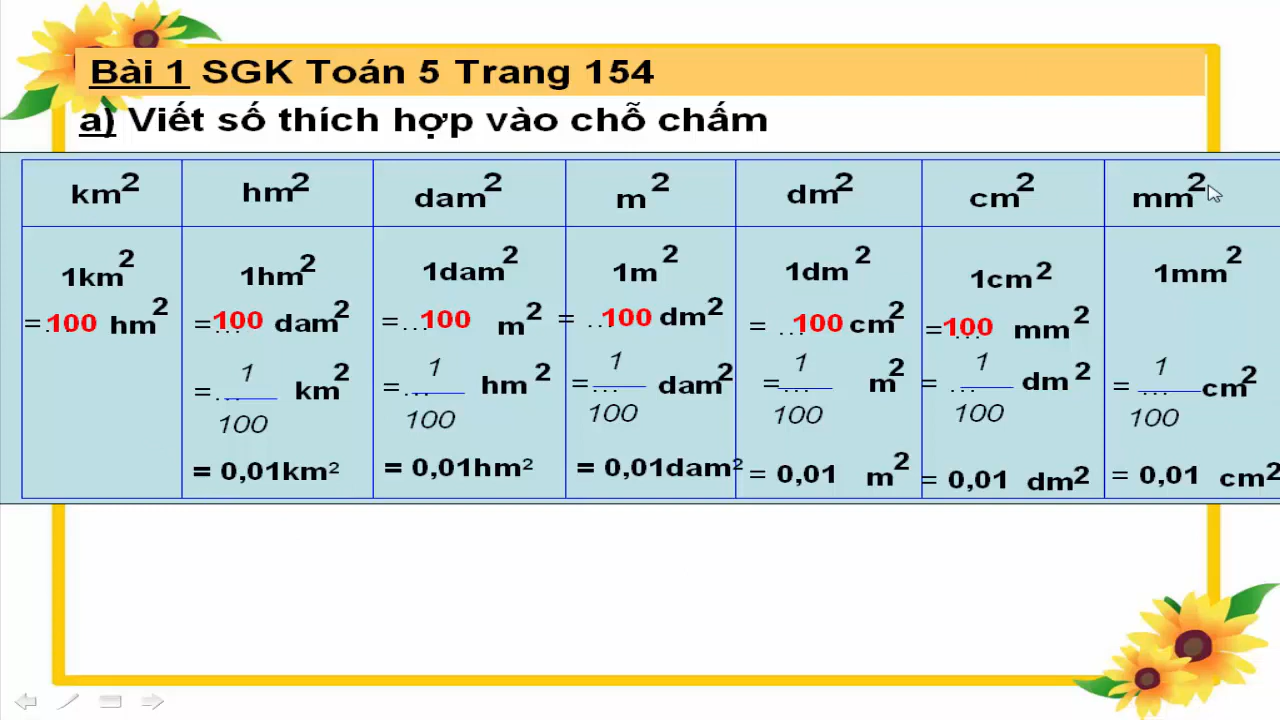 Bài 1 SGK Toán 5 Trang 154
a) Viết số thích hợp vào chỗ chấm
km² hm² dam² m² dm² cm² mm²
1km² 1hm² 1dam² 1m² 1dm² 1cm² 1mm²
=...100 hm² =...100 dam² =...100 m² = ...100 dm² = ...100 cm² =...100 mm²
=...1/100 km² =...1/100 hm² =...1/100 dam² =...1/100 m² = ...1/100 dm² = ...1/100 cm²
= 0,01km² = 0,01hm² = 0,01dam² = 0,01 m² = 0,01 dm² = 0,01 cm²